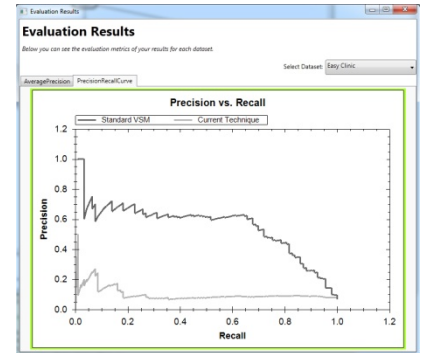 Evaluation Results
Evaluation Results
Below you can see the evaluation metrics of your results for each dataset.
Select Dataset: Easy Clinic
AveragePrecision PrecisionRecallCurve
Precision vs. Recall
Standard VSM Current Technique
1.2
1.0
0.8
0.6
0.4
0.2
0.0
Precision
0.0 0.2 0.4 0.6 0.8 1.0 1.2
Recall